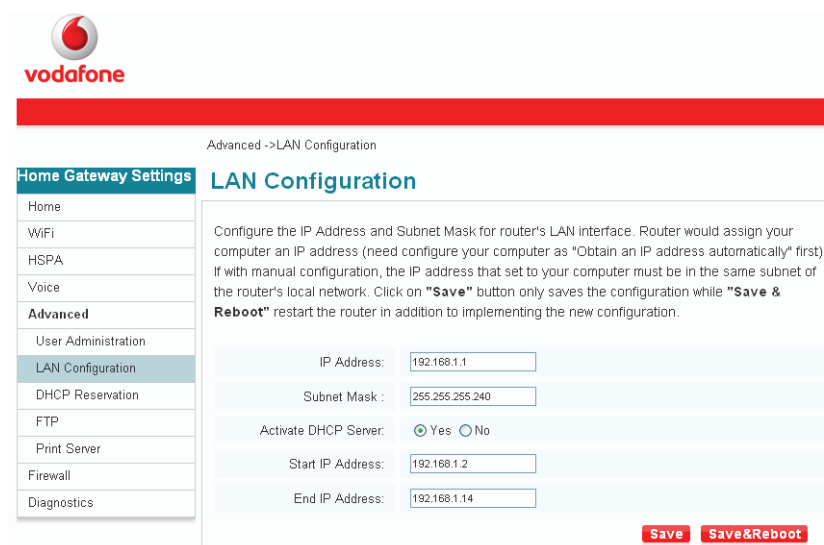 vodafone
Advanced ->LAN Configuration
Home Gateway Settings
Home
WiFi
HSPA
Voice
Advanced
User Administration
LAN Configuration
DHCP Reservation
FTP
Print Server
Firewall
Diagnostics
LAN Configuration
Configure the IP Address and Subnet Mask for router's LAN interface. Router would assign your
computer an IP address (need configure your computer as "Obtain an IP address automatically" first)
If with manual configuration, the IP address that set to your computer must be in the same subnet of
the router's local network. Click on "Save" button only saves the configuration while "Save &
Reboot" restart the router in addition to implementing the new configuration.
IP Address: 192.168.1.1
Subnet Mask : 255.255.255.240
Activate DHCP Server: Yes No
Start IP Address: 192.168.1.2
End IP Address: 192.168.1.14
Save Save&Reboot